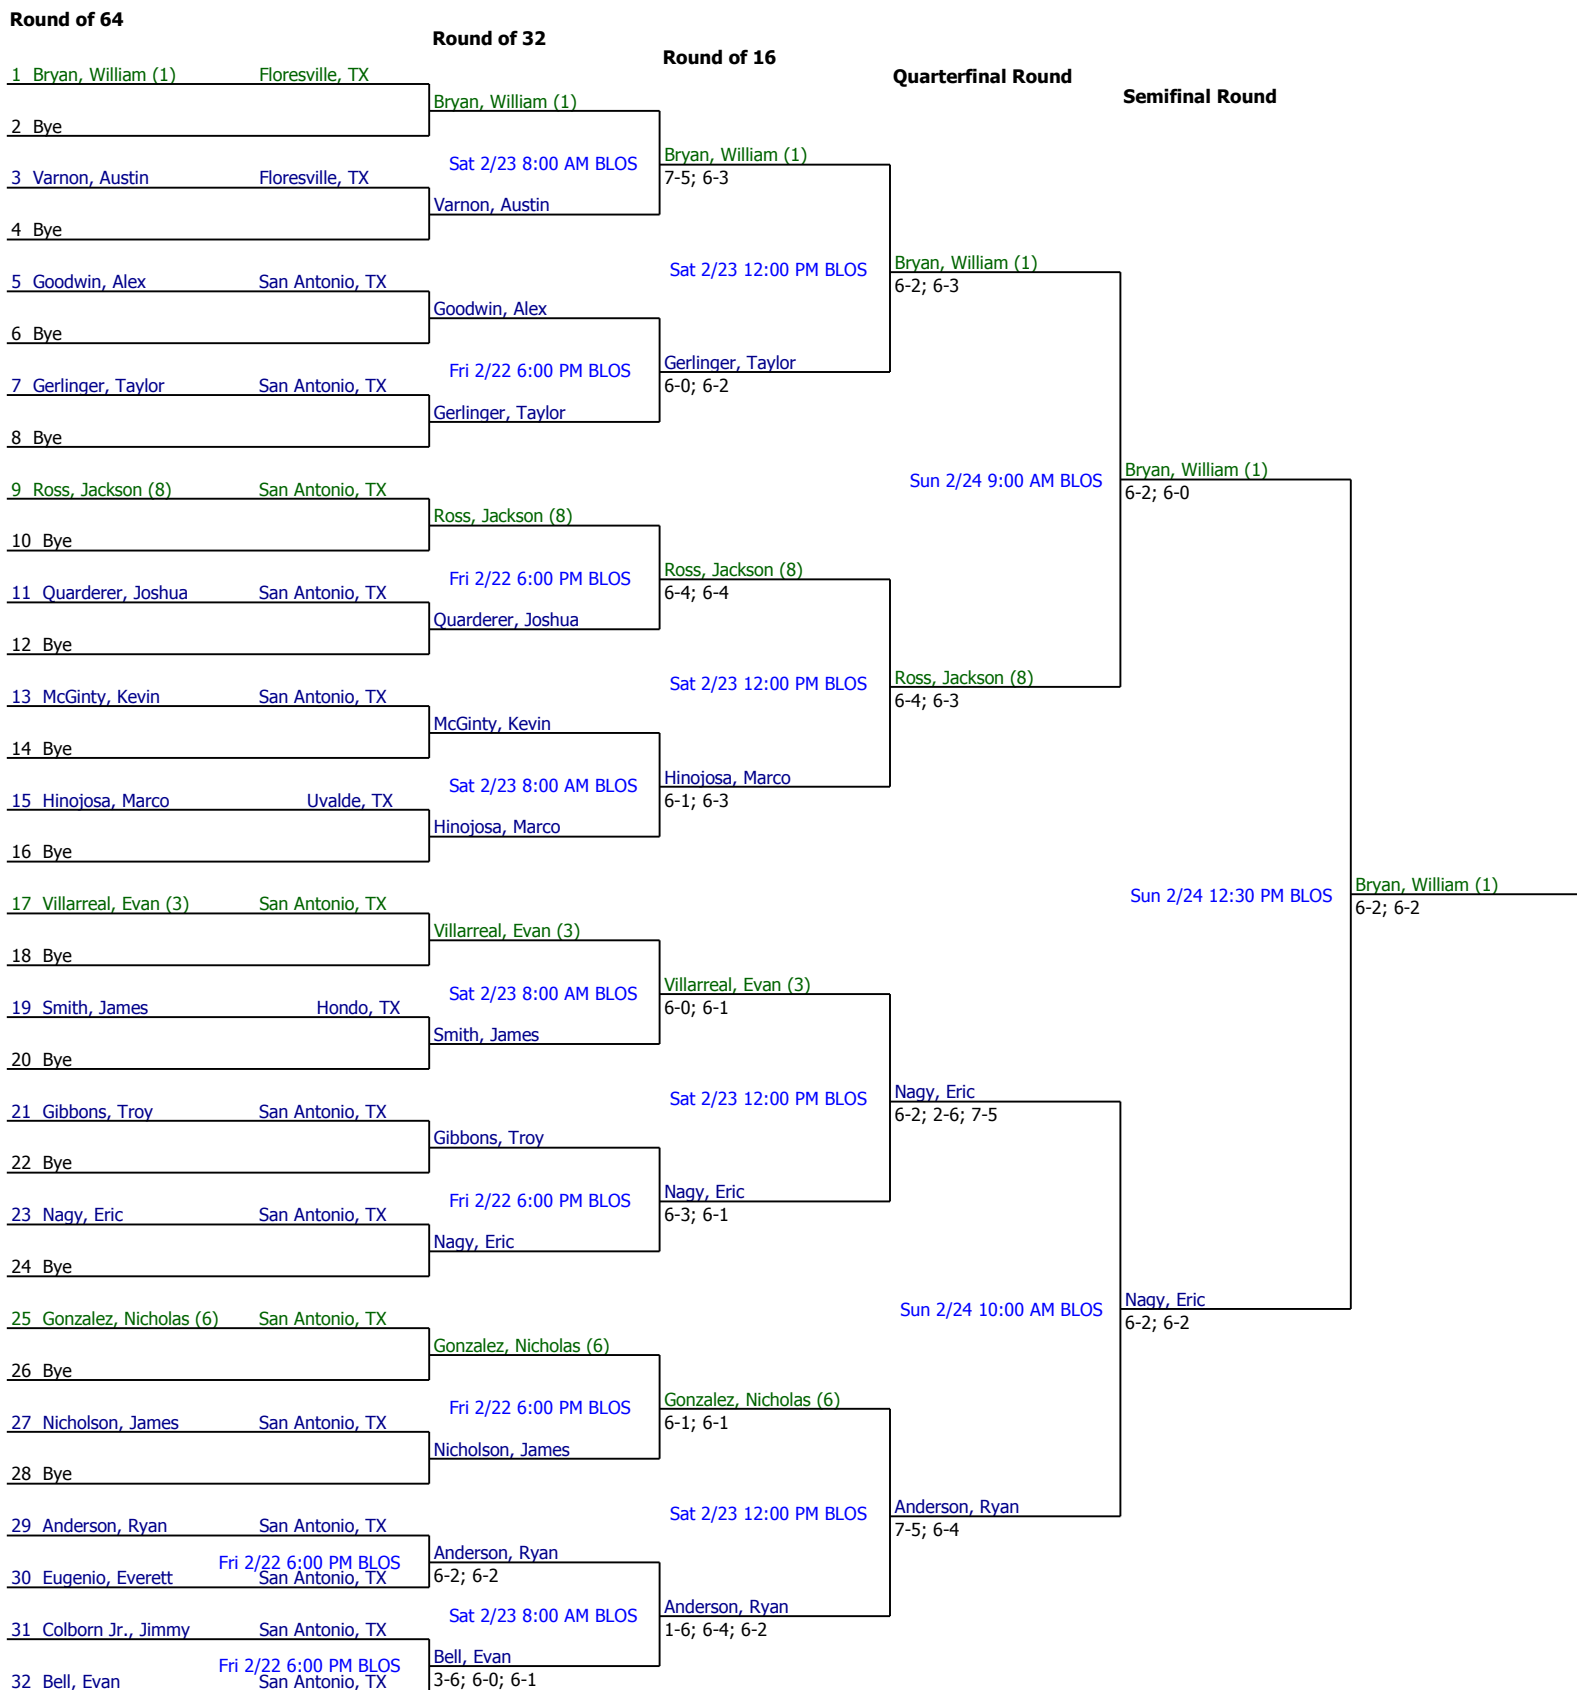 Round of 64
Round of 32
Round of 16
Quarterfinal Round
Semifinal Round
1 Bryan, William (1) Floresville, TX
Bryan, William (1)
2 Bye
Sat 2/23 8:00 AM BLOS
Bryan, William (1)
7-5; 6-3
3 Varnon, Austin Floresville, TX
Varnon, Austin
4 Bye
Sat 2/23 12:00 PM BLOS
Bryan, William (1)
6-2; 6-3
5 Goodwin, Alex San Antonio, TX
Goodwin, Alex
6 Bye
Fri 2/22 6:00 PM BLOS
Gerlinger, Taylor
6-0; 6-2
7 Gerlinger, Taylor San Antonio, TX
Gerlinger, Taylor
8 Bye
Sun 2/24 9:00 AM BLOS
Bryan, William (1)
6-2; 6-0
9 Ross, Jackson (8) San Antonio, TX
Ross, Jackson (8)
10 Bye
Fri 2/22 6:00 PM BLOS
Ross, Jackson (8)
6-4; 6-4
11 Quarderer, Joshua San Antonio, TX
Quarderer, Joshua
12 Bye
Sat 2/23 12:00 PM BLOS
Ross, Jackson (8)
6-4; 6-3
13 McGinty, Kevin San Antonio, TX
McGinty, Kevin
14 Bye
Sat 2/23 8:00 AM BLOS
Hinojosa, Marco
6-1; 6-3
15 Hinojosa, Marco Uvalde, TX
Hinojosa, Marco
16 Bye
Sun 2/24 12:30 PM BLOS
Bryan, William (1)
6-2; 6-2
17 Villarreal, Evan (3) San Antonio, TX
Villarreal, Evan (3)
18 Bye
Sat 2/23 8:00 AM BLOS
Villarreal, Evan (3)
6-0; 6-1
19 Smith, James Hondo, TX
Smith, James
20 Bye
Sat 2/23 12:00 PM BLOS
Nagy, Eric
6-2; 2-6; 7-5
21 Gibbons, Troy San Antonio, TX
Gibbons, Troy
22 Bye
Fri 2/22 6:00 PM BLOS
Nagy, Eric
6-3; 6-1
23 Nagy, Eric San Antonio, TX
Nagy, Eric
24 Bye
Sun 2/24 10:00 AM BLOS
Nagy, Eric
6-2; 6-2
25 Gonzalez, Nicholas (6) San Antonio, TX
Gonzalez, Nicholas (6)
26 Bye
Fri 2/22 6:00 PM BLOS
Gonzalez, Nicholas (6)
6-1; 6-1
27 Nicholson, James San Antonio, TX
Nicholson, James
28 Bye
Sat 2/23 12:00 PM BLOS
Anderson, Ryan
7-5; 6-4
29 Anderson, Ryan San Antonio, TX
Fri 2/22 6:00 PM BLOS
Anderson, Ryan
6-2; 6-2
30 Eugenio, Everett San Antonio, TX
Sat 2/23 8:00 AM BLOS
Anderson, Ryan
1-6; 6-4; 6-2
31 Colborn Jr., Jimmy San Antonio, TX
Fri 2/22 6:00 PM BLOS
Bell, Evan
3-6; 6-0; 6-1
32 Bell, Evan San Antonio, TX